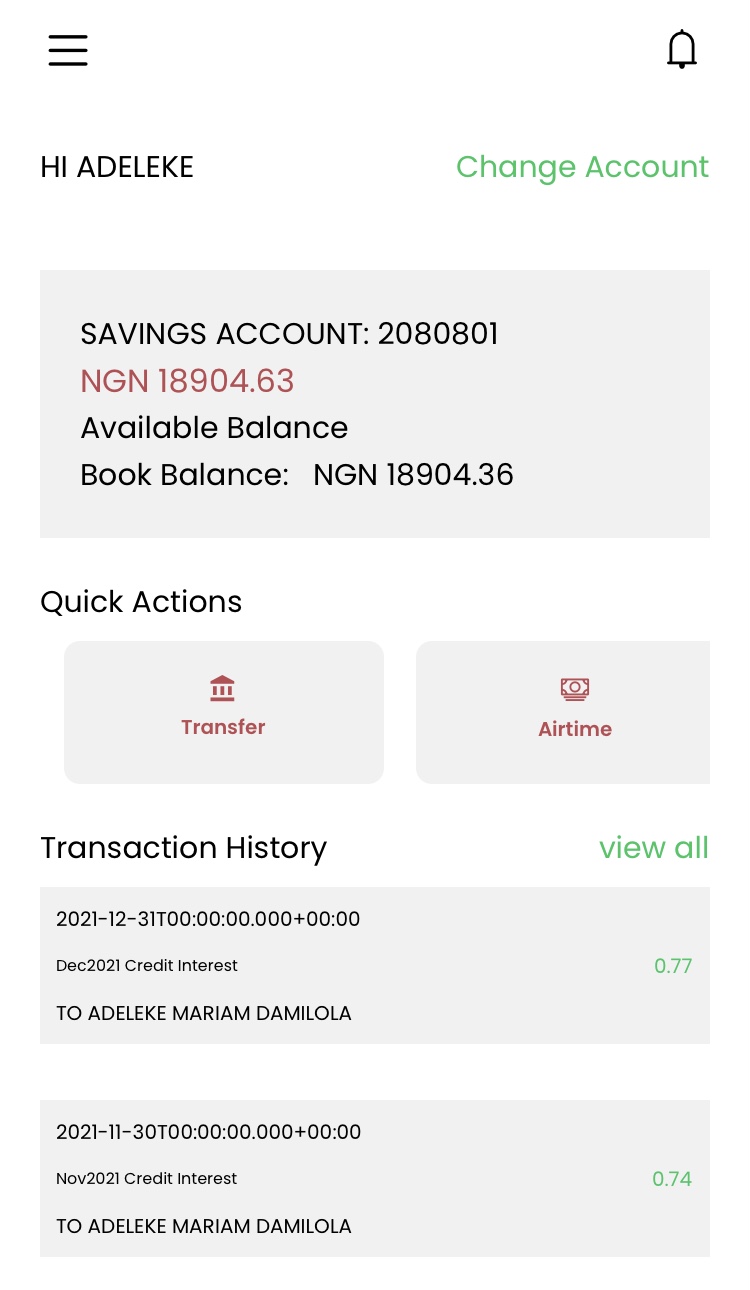 HI ADELEKE
Change Account
SAVINGS ACCOUNT: 2080801
NGN 18904.63
Available Balance
Book Balance: NGN 18904.36
Quick Actions
Transfer
Airtime
Transaction History
view all
2021-12-31T00:00:00.000+00:00
Dec2021 Credit Interest
0.77
TO ADELEKE MARIAM DAMILOLA
2021-11-30T00:00:00.000+00:00
Nov2021 Credit Interest
0.74
TO ADELEKE MARIAM DAMILOLA